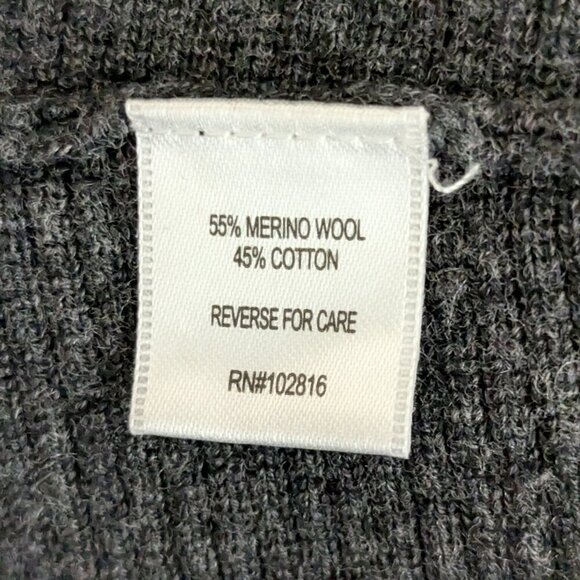 55% MERINO WOOL
45% COTTON
REVERSE FOR CARE
RN#102816